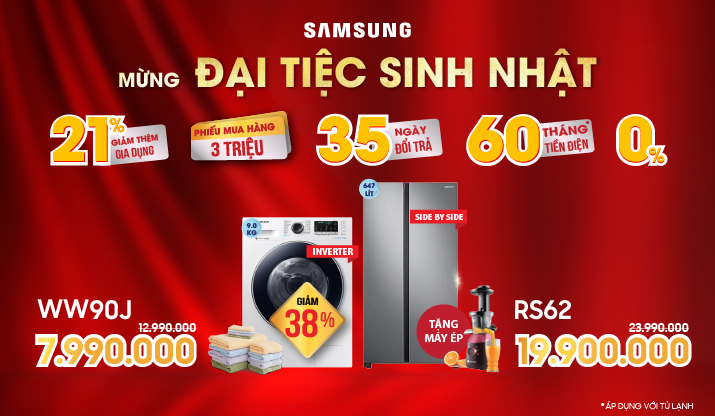 SAMSUNG
MỪNG ĐẠI TIỆC SINH NHẬT
21% GIẢM THÊM GIA DỤNG
PHIẾU MUA HÀNG
3 TRIỆU
35 NGÀY ĐỔI TRẢ
60 THÁNG* TIỀN ĐIỆN
0%
647 LÍT
SIDE BY SIDE
9.0 KG
INVERTER
GIẢM
38%
WW90J
12.990.000
7.990.000
TẶNG
MÁY ÉP
RS62
23.990.000
19.900.000
*ÁP DỤNG VỚI TỦ LẠNH